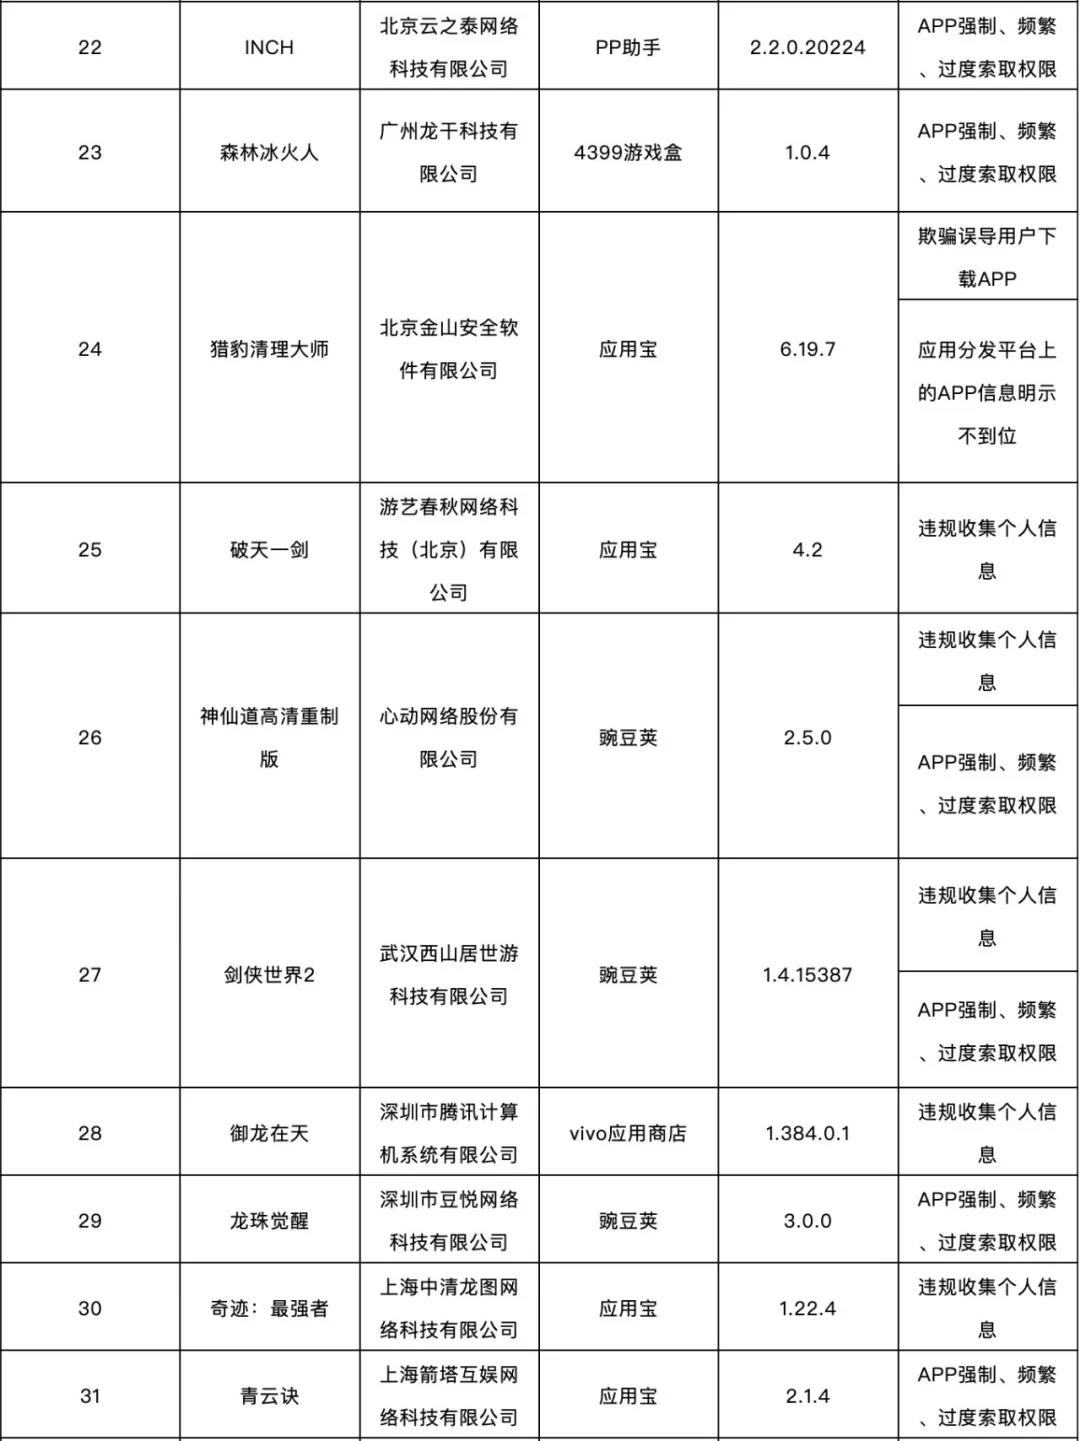 22
INCH
北京云之泰网络
科技有限公司
PP助手
2.2.0.20224
APP强制、频繁
、过度索取权限
23
森林冰火人
广州龙干科技有
限公司
4399游戏盒
1.0.4
APP强制、频繁
、过度索取权限
24
猎豹清理大师
北京金山安全软
件有限公司
应用宝
6.19.7
欺骗误导用户下
载APP
应用分发平台上
的APP信息明示
不到位
25
破天一剑
游艺春秋网络科
技（北京）有限
公司
应用宝
4.2
违规收集个人信
息
26
神仙道高清重制
版
心动网络股份有
限公司
豌豆荚
2.5.0
违规收集个人信
息
APP强制、频繁
、过度索取权限
27
剑侠世界2
武汉西山居世游
科技有限公司
豌豆荚
1.4.15387
违规收集个人信
息
APP强制、频繁
、过度索取权限
28
御龙在天
深圳市腾讯计算
机系统有限公司
vivo应用商店
1.384.0.1
违规收集个人信
息
29
龙珠觉醒
深圳市豆悦网络
科技有限公司
豌豆荚
3.0.0
APP强制、频繁
、过度索取权限
30
奇迹：最强者
上海中清龙图网
络科技有限公司
应用宝
1.22.4
违规收集个人信
息
31
青云诀
上海箭塔互娱网
络科技有限公司
应用宝
2.1.4
APP强制、频繁
、过度索取权限